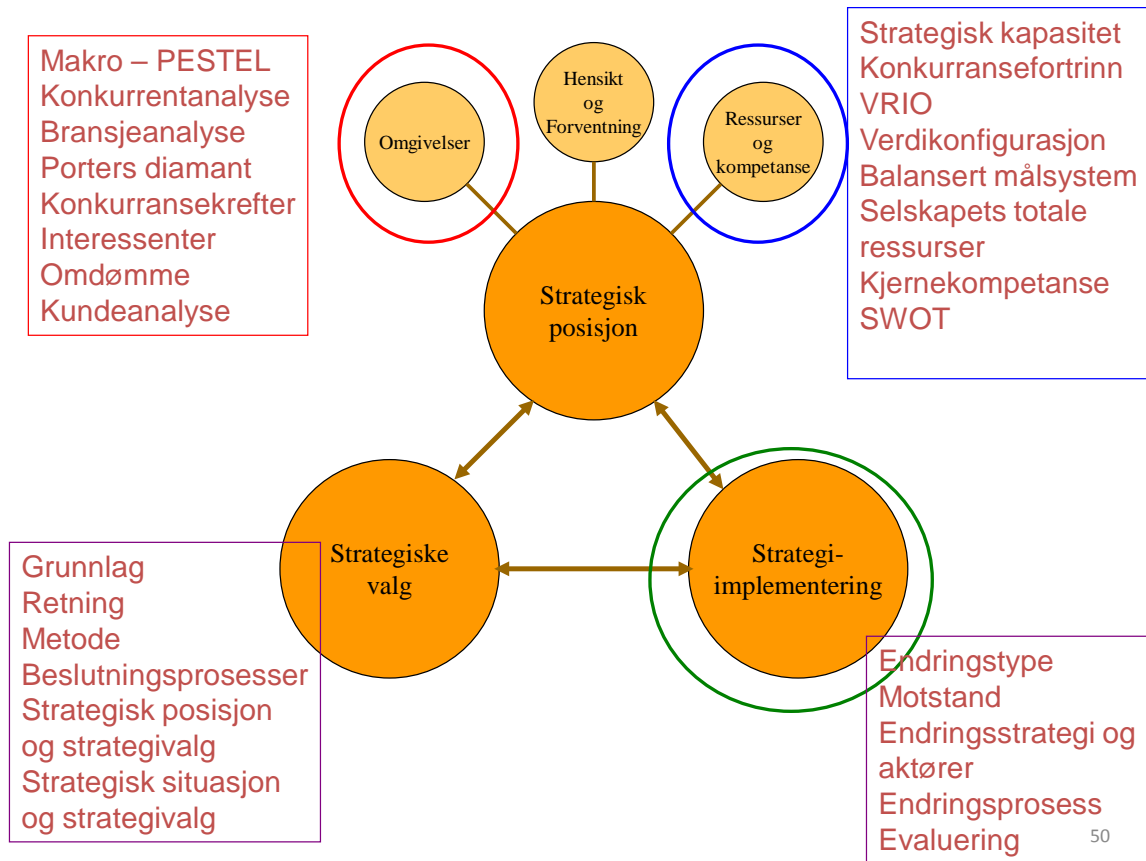 Makro – PESTEL
Konkurrentanalyse
Bransjeanalyse
Porters diamant
Konkurransekrefter
Interessenter
Omdømme
Kundeanalyse
Omgivelser
Hensikt
og
Forventning
Ressurser
og
kompetanse
Strategisk kapasitet
Konkurransefortrinn
VRIO
Verdikonfigurasjon
Balansert målsystem
Selskapets totale
ressurser
Kjernekompetanse
SWOT
Strategisk
posisjon
Strategiske
valg
Strategi-
implementering
Grunnlag
Retning
Metode
Beslutningsprosesser
Strategisk posisjon
og strategivalg
Strategisk situasjon
og strategivalg
Endringstype
Motstand
Endringsstrategi og
aktører
Endringsprosess
Evaluering
50